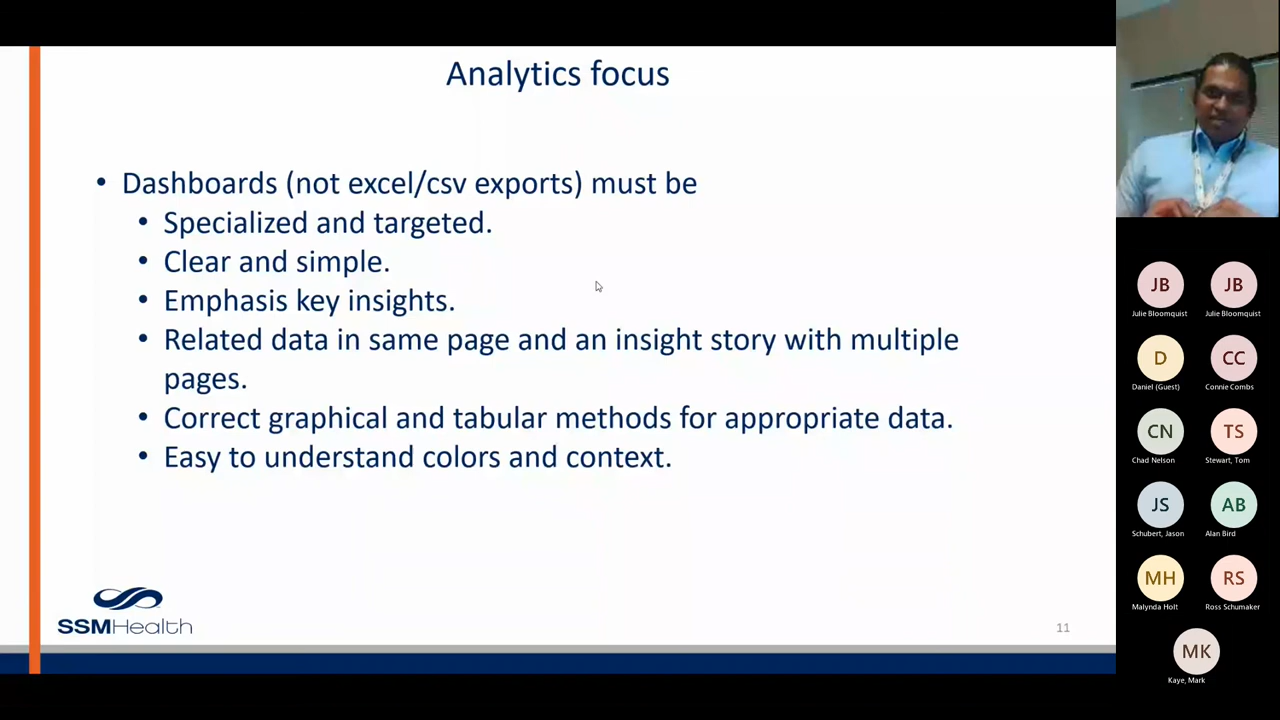 Analytics focus
• Dashboards (not excel/csv exports) must be
• Specialized and targeted.
• Clear and simple.
• Emphasis key insights.
• Related data in same page and an insight story with multiple
pages.
• Correct graphical and tabular methods for appropriate data.
• Easy to understand colors and context.
SSMHealth
11
JB
JB
Julie Bloomquist
Julie Bloomquist
D
CC
Daniel (Guest)
Connie Combs
CN
TS
Chad Nelson
Stewart, Tom
JS
AB
Schubert, Jason
Alan Bird
MH
RS
Malynda Holt
Ross Schumaker
MK
Kaye, Mark